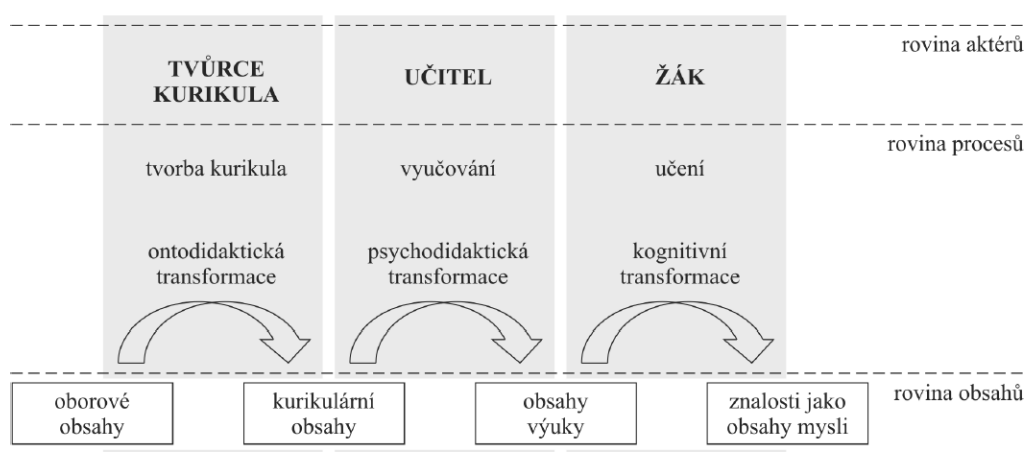 rovina aktérů
TVŮRCE
KURIKULA
UČITEL
ŽÁK
rovina procesů
tvorba kurikula
vyučování
učení
ontodidaktická
transformace
psychodidaktická
transformace
kognitivní
transformace
rovina obsahů
oborové
obsahy
kurikulární
obsahy
obsahy
výuky
znalosti jako
obsahy mysli